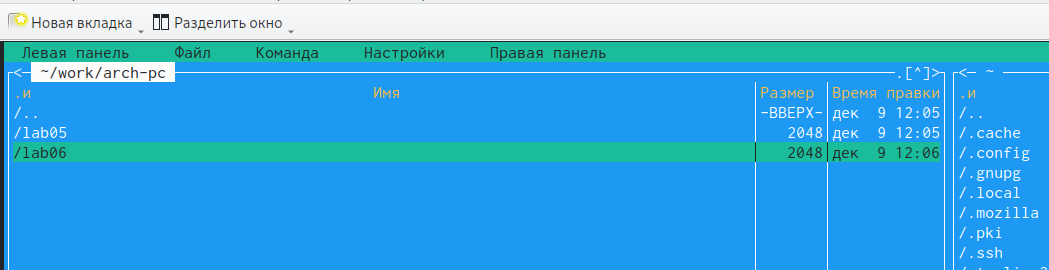 Новая вкладка Разделить окно
Левая панель Файл Команда Настройки Правая панель
<— ~/work/arch-pc .[^]> <— ~
.и Имя Размер Время правки .и
/.. -ВВЕРХ- дек 9 12:05 /..
/lab05 2048 дек 9 12:05 /.cache
/lab06 2048 дек 9 12:06 /.config
/.gnupg
/.local
/.mozilla
/.pki
/.ssh